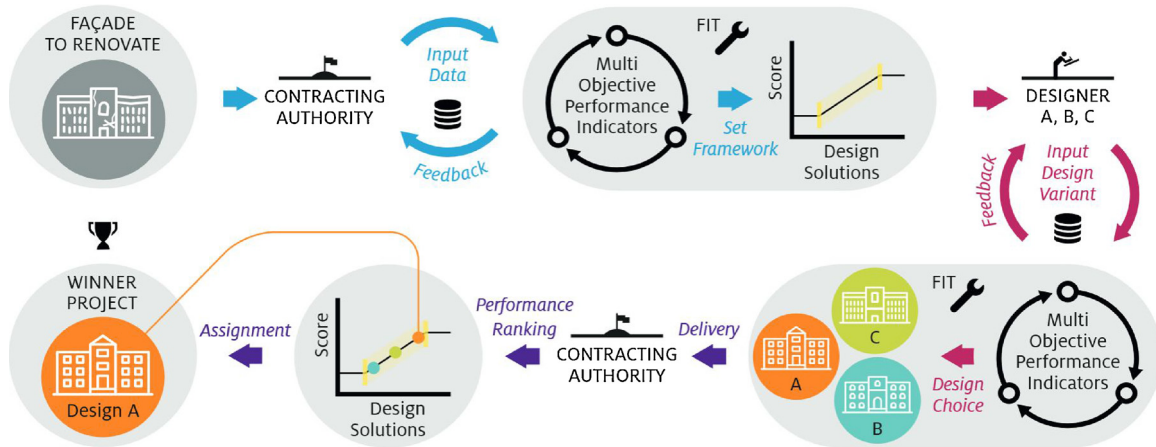 FAÇADE
TO RENOVATE
CONTRACTING
AUTHORITY
Input
Data
Feedback
Multi
Objective
Performance
Indicators
FIT
Set
Framework
Score
Design
Solutions
DESIGNER
A, B, C
Feedback
Input
Design
Variant
FIT
Multi
Objective
Performance
Indicators
Design
Choice
C
A
B
Delivery
CONTRACTING
AUTHORITY
Performance
Ranking
Score
Design
Solutions
Assignment
WINNER
PROJECT
Design A